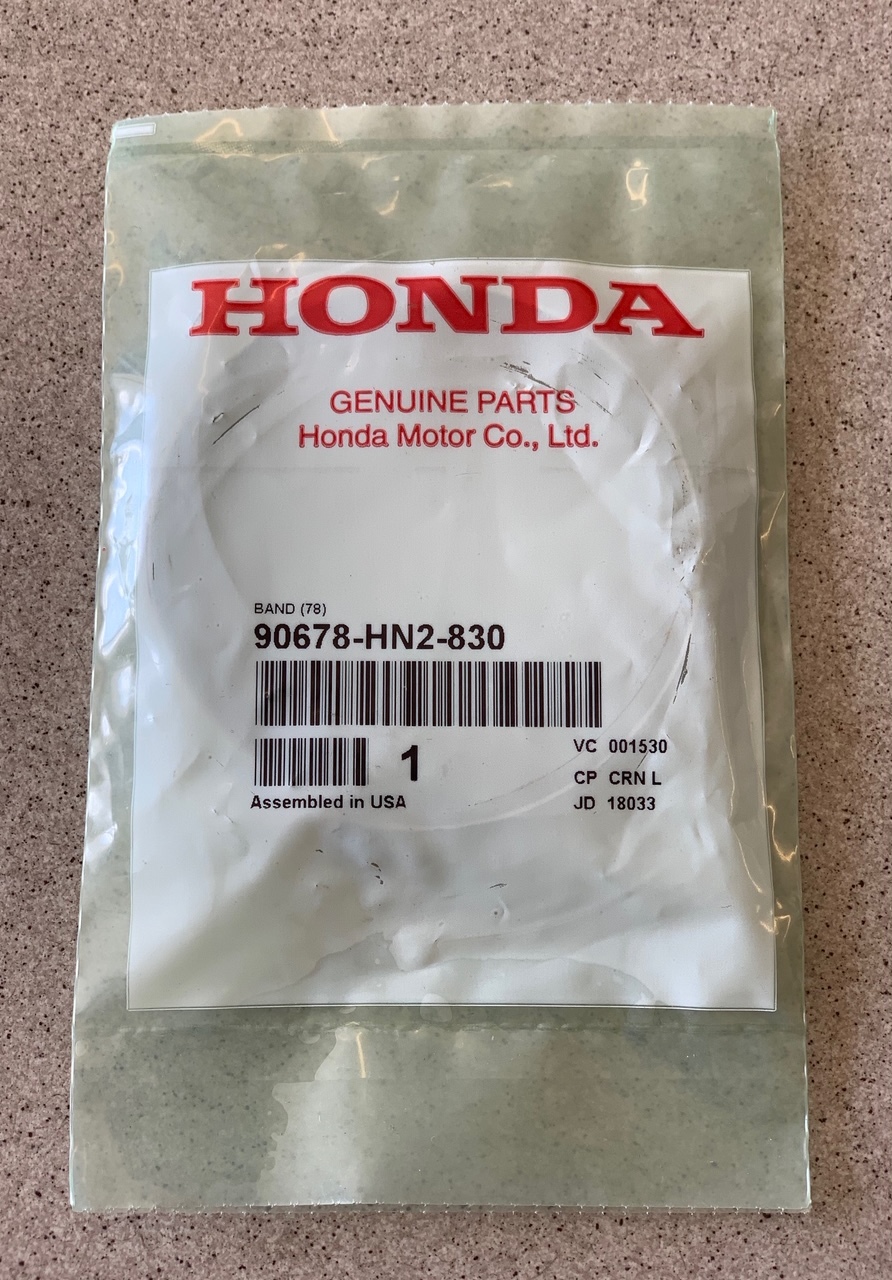 HONDA
GENUINE PARTS
Honda Motor Co., Ltd.
BAND (78)
90678-HN2-830
1
VC 001530
CP CRN L
Assembled in USA
JD 18033